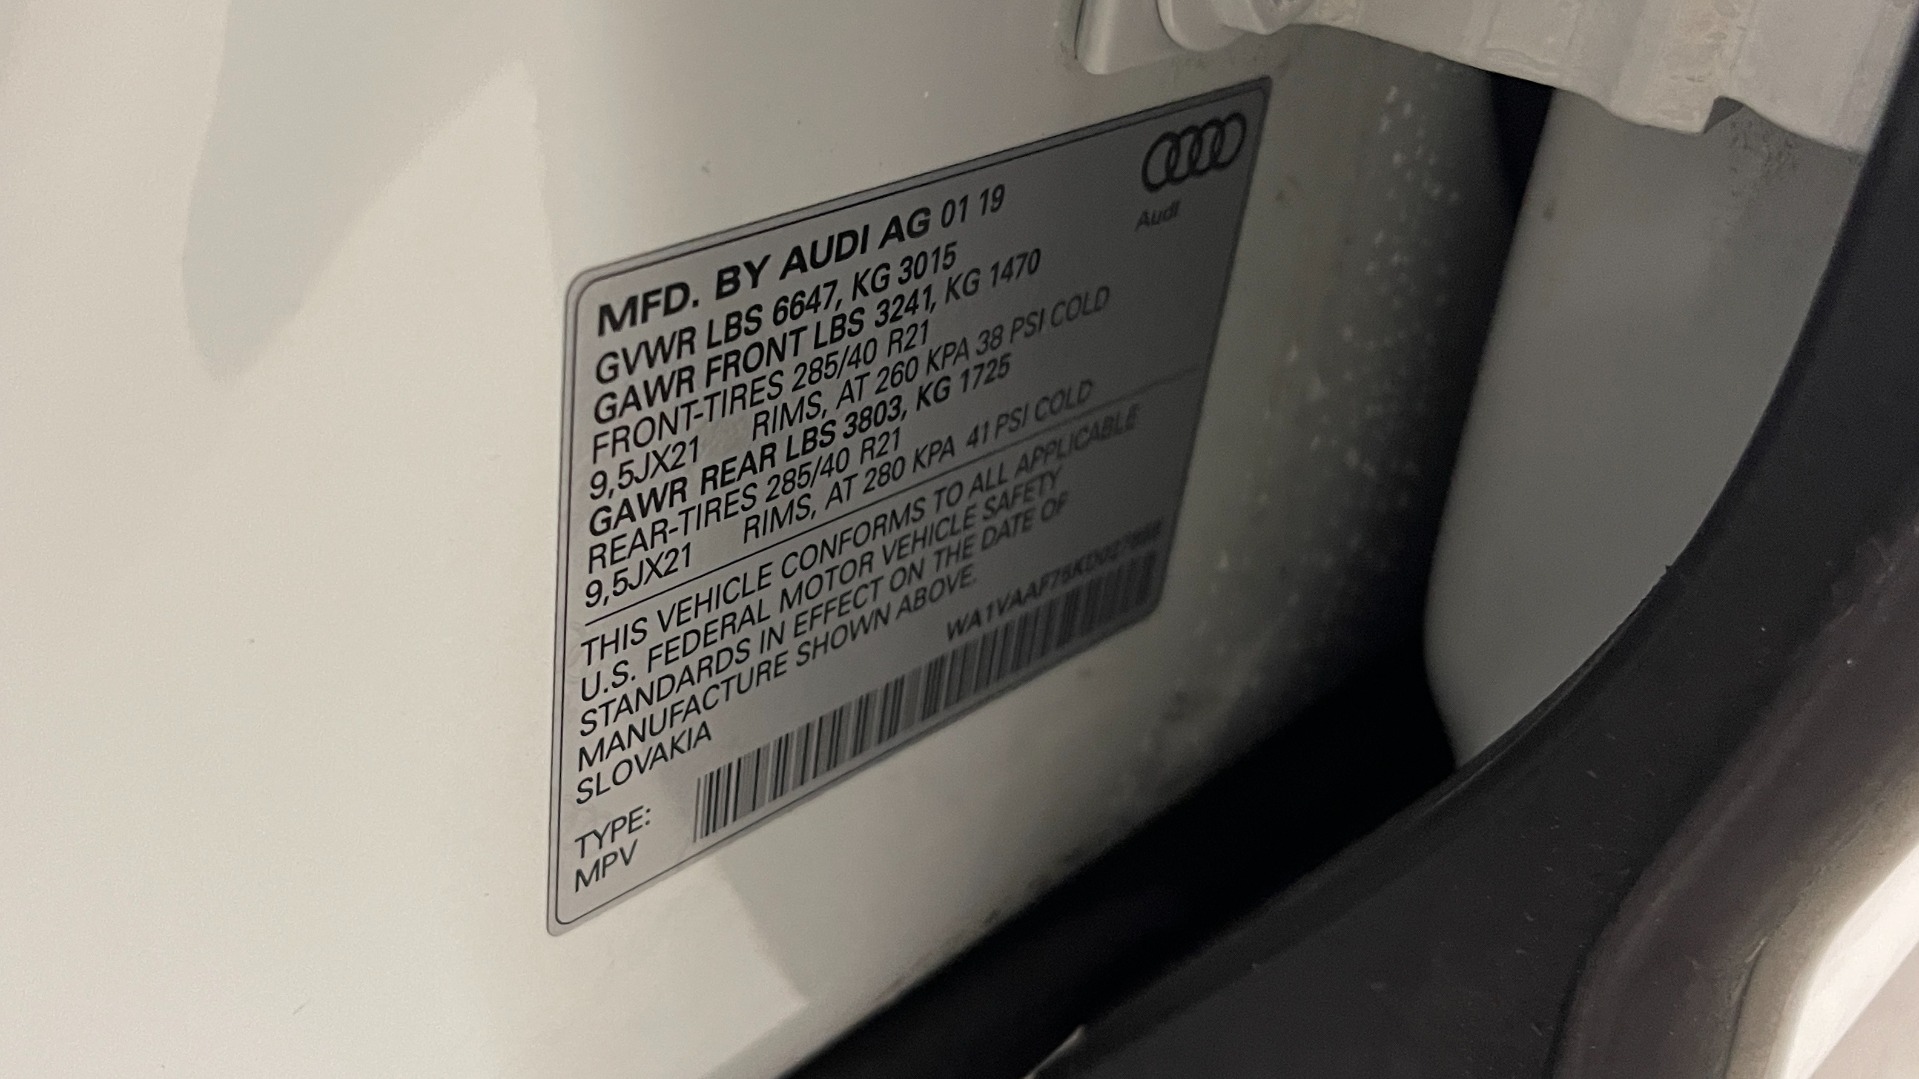 Audi
MFD. BY AUDI AG 01 19
GVWR LBS 6647, KG 3015
GAWR FRONT LBS 3241, KG 1470
FRONT-TIRES 285/40 R21
9,5JX21 RIMS, AT 260 KPA 38 PSI COLD
GAWR REAR LBS 3803, KG 1725
REAR-TIRES 285/40 R21
9,5JX21 RIMS, AT 280 KPA 41 PSI COLD
THIS VEHICLE CONFORMS TO ALL APPLICABLE
U.S. FEDERAL MOTOR VEHICLE SAFETY
STANDARDS IN EFFECT ON THE DATE OF
MANUFACTURE SHOWN ABOVE.
SLOVAKIA
TYPE:
MPV